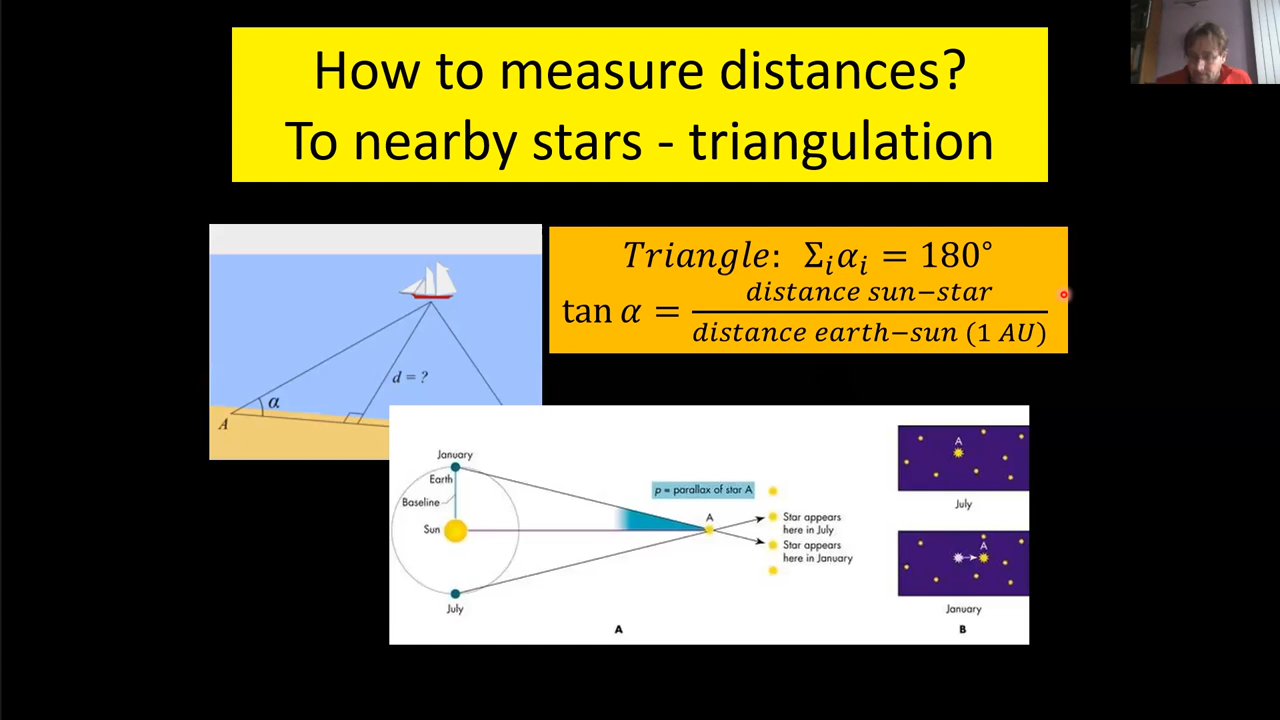 How to measure distances?
To nearby stars - triangulation
Triangle: Σᵢαᵢ = 180°
tan α = distance sun−star / distance earth−sun (1 AU)
d = ?
α
A
January
Earth
Baseline
Sun
July
p = parallax of star A
A
Star appears
here in July
Star appears
here in January
A
A
July
A
January
B